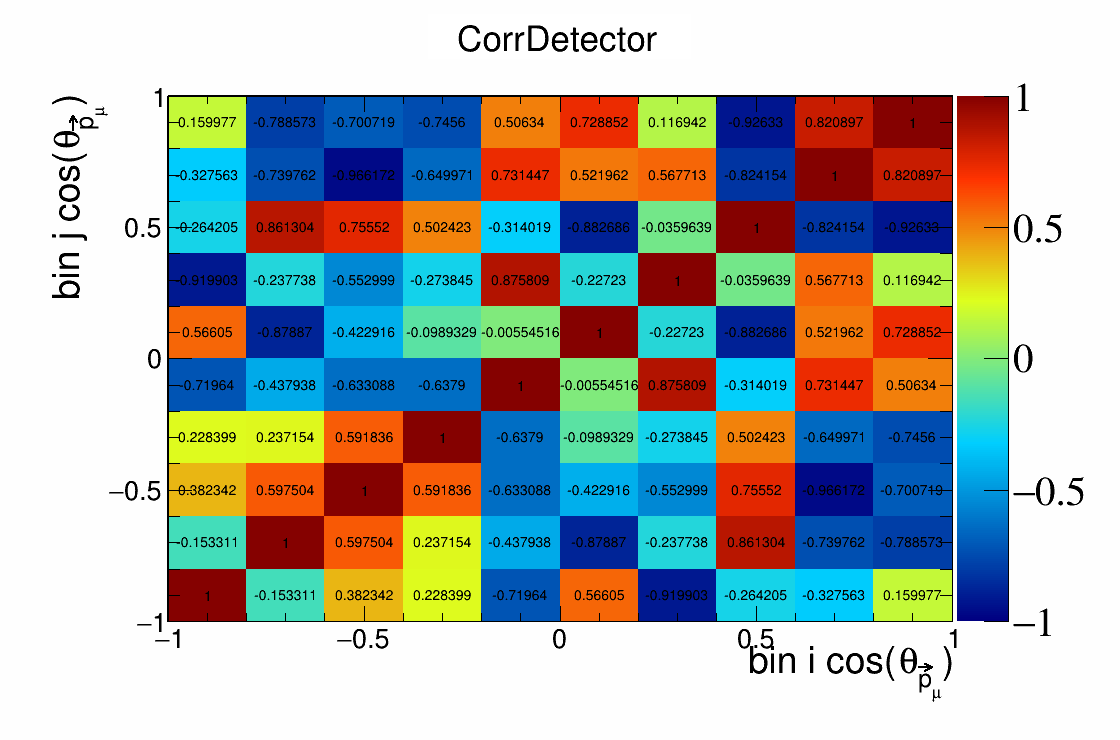 CorrDetector
bin j cos(θ p⃗ μ)
1
0.5
0
−0.5
−1
0.159977 -0.788573 -0.700719 -0.7456 0.50634 0.728852 0.116942 -0.92633 0.820897 1
-0.327563 -0.739762 -0.966172 -0.649971 0.731447 0.521962 0.567713 -0.824154 1 0.820897
-0.264205 0.861304 0.75552 0.502423 -0.314019 -0.882686 -0.0359639 1 -0.824154 -0.92633
-0.919903 -0.237738 -0.552999 -0.273845 0.875809 -0.22723 1 -0.0359639 0.567713 0.116942
0.56605 -0.87887 -0.422916 -0.0989329 -0.00554516 1 -0.22723 -0.882686 0.521962 0.728852
-0.71964 -0.437938 -0.633088 -0.6379 1 -0.00554516 0.875809 -0.314019 0.731447 0.50634
0.228399 0.237154 0.591836 1 -0.6379 -0.0989329 -0.273845 0.502423 -0.649971 -0.7456
0.382342 0.597504 1 0.591836 -0.633088 -0.422916 -0.552999 0.75552 -0.966172 -0.700719
-0.153311 1 0.597504 0.237154 -0.437938 -0.87887 -0.237738 0.861304 -0.739762 -0.788573
1 -0.153311 0.382342 0.228399 -0.71964 0.56605 -0.919903 -0.264205 -0.327563 0.159977
−1 −0.5 0 0.5 1
bin i cos(θ p⃗ μ)
1
0.5
0
−0.5
−1